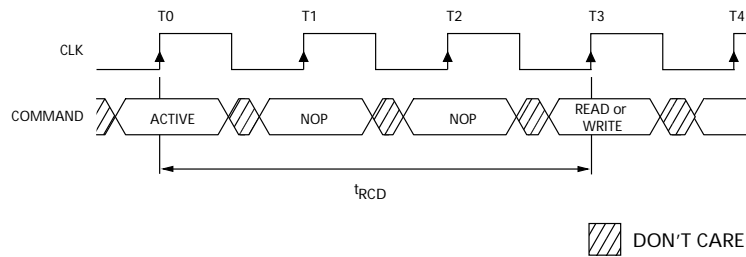 T0 T1 T2 T3 T4
CLK
COMMAND ACTIVE NOP NOP READ or
WRITE
tRCD
DON'T CARE